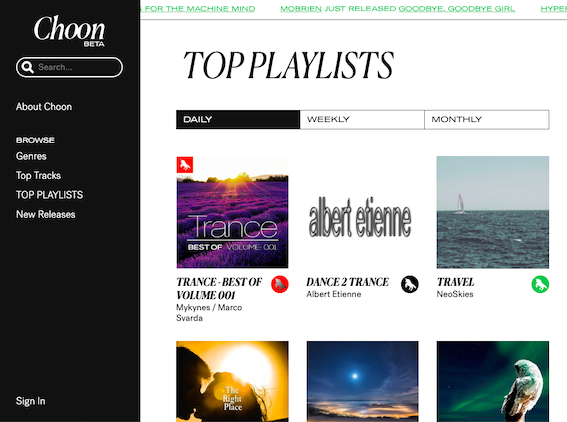 Choon
BETA
Search...
About Choon
BROWSE
Genres
Top Tracks
TOP PLAYLISTS
New Releases
Sign In
FOR THE MACHINE MIND MOBRIEN JUST RELEASED GOODBYE, GOODBYE GIRL HYPER
TOP PLAYLISTS
DAILY WEEKLY MONTHLY
Trance
BEST OF VOLUME: 001
albert etienne
TRANCE - BEST OF
VOLUME 001
Mykynes / Marco
Svarda
DANCE 2 TRANCE
Albert Etienne
TRAVEL
NeoSkies
The
Right
Place